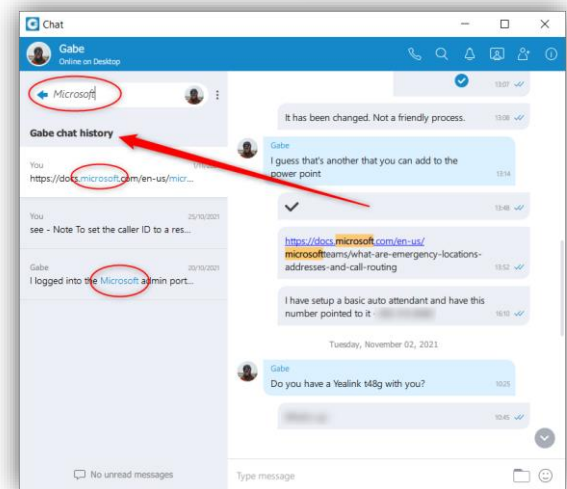 Chat
Gabe
Online on Desktop
Microsoft
Gabe chat history
You
https://docs.microsoft.com/en-us/micr...
You
25/10/2021
see - Note To set the caller ID to a res...
Gabe
20/10/2021
I logged into the Microsoft admin port...
No unread messages
13:07
It has been changed. Not a friendly process.
13:08
Gabe
I guess that's another that you can add to the
power point
13:14
13:48
https://docs.microsoft.com/en-us/
microsoftteams/what-are-emergency-locations-
addresses-and-call-routing
13:52
I have setup a basic auto attendant and have this
number pointed to it -
16:10
Tuesday, November 02, 2021
Gabe
Do you have a Yealink t48g with you?
10:25
10:45
Type message